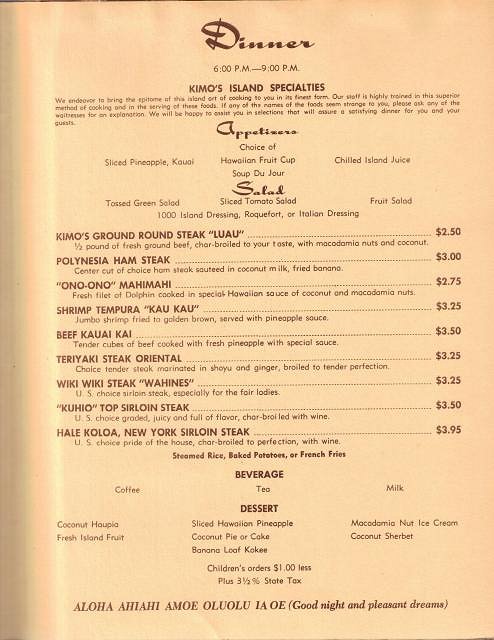 Dinner
6:00 P.M.—9:00 P.M.
KIMO'S ISLAND SPECIALTIES
We endeavor to bring the epitome of this island art of cooking to you in its finest form. Our staff is highly trained in this superior
method of cooking and in the serving of these foods. If any of the names of the foods seem strange to you, please ask any of the
waitresses for an explanation. We will be happy to assist you in selections that will assure a satisfying dinner for you and your
guests.
Appetizers
Choice of
Sliced Pineapple, Kauai Hawaiian Fruit Cup Chilled Island Juice
Soup Du Jour
Salad
Tossed Green Salad Sliced Tomato Salad Fruit Salad
1000 Island Dressing, Roquefort, or Italian Dressing
KIMO'S GROUND ROUND STEAK "LUAU" $2.50
½ pound of fresh ground beef, char-broiled to your taste, with macadamia nuts and coconut.
POLYNESIA HAM STEAK $3.00
Center cut of choice ham steak sauteed in coconut milk, fried banana.
"ONO-ONO" MAHIMAHI $2.75
Fresh filet of Dolphin cooked in special Hawaiian sauce of coconut and macadamia nuts.
SHRIMP TEMPURA "KAU KAU" $3.25
Jumbo shrimp fried to golden brown, served with pineapple sauce.
BEEF KAUAI KAI $3.50
Tender cubes of beef cooked with fresh pineapple with special sauce.
TERIYAKI STEAK ORIENTAL $3.25
Choice tender steak marinated in shoyu and ginger, broiled to tender perfection.
WIKI WIKI STEAK "WAHINES" $3.25
U. S. choice sirloin steak, especially for the fair ladies.
"KUHIO" TOP SIRLOIN STEAK $3.50
U. S. choice graded, juicy and full of flavor, char-broiled with wine.
HALE KOLOA, NEW YORK SIRLOIN STEAK $3.95
U. S. choice pride of the house, char-broiled to perfection, with wine.
Steamed Rice, Baked Potatoes, or French Fries
BEVERAGE
Coffee Tea Milk
DESSERT
Coconut Haupia Sliced Hawaiian Pineapple Macadamia Nut Ice Cream
Fresh Island Fruit Coconut Pie or Cake Coconut Sherbet
Banana Loaf Kokee
Children's orders $1.00 less
Plus 3½% State Tax
ALOHA AHIAHI AMOE OLUOLU IA OE (Good night and pleasant dreams)